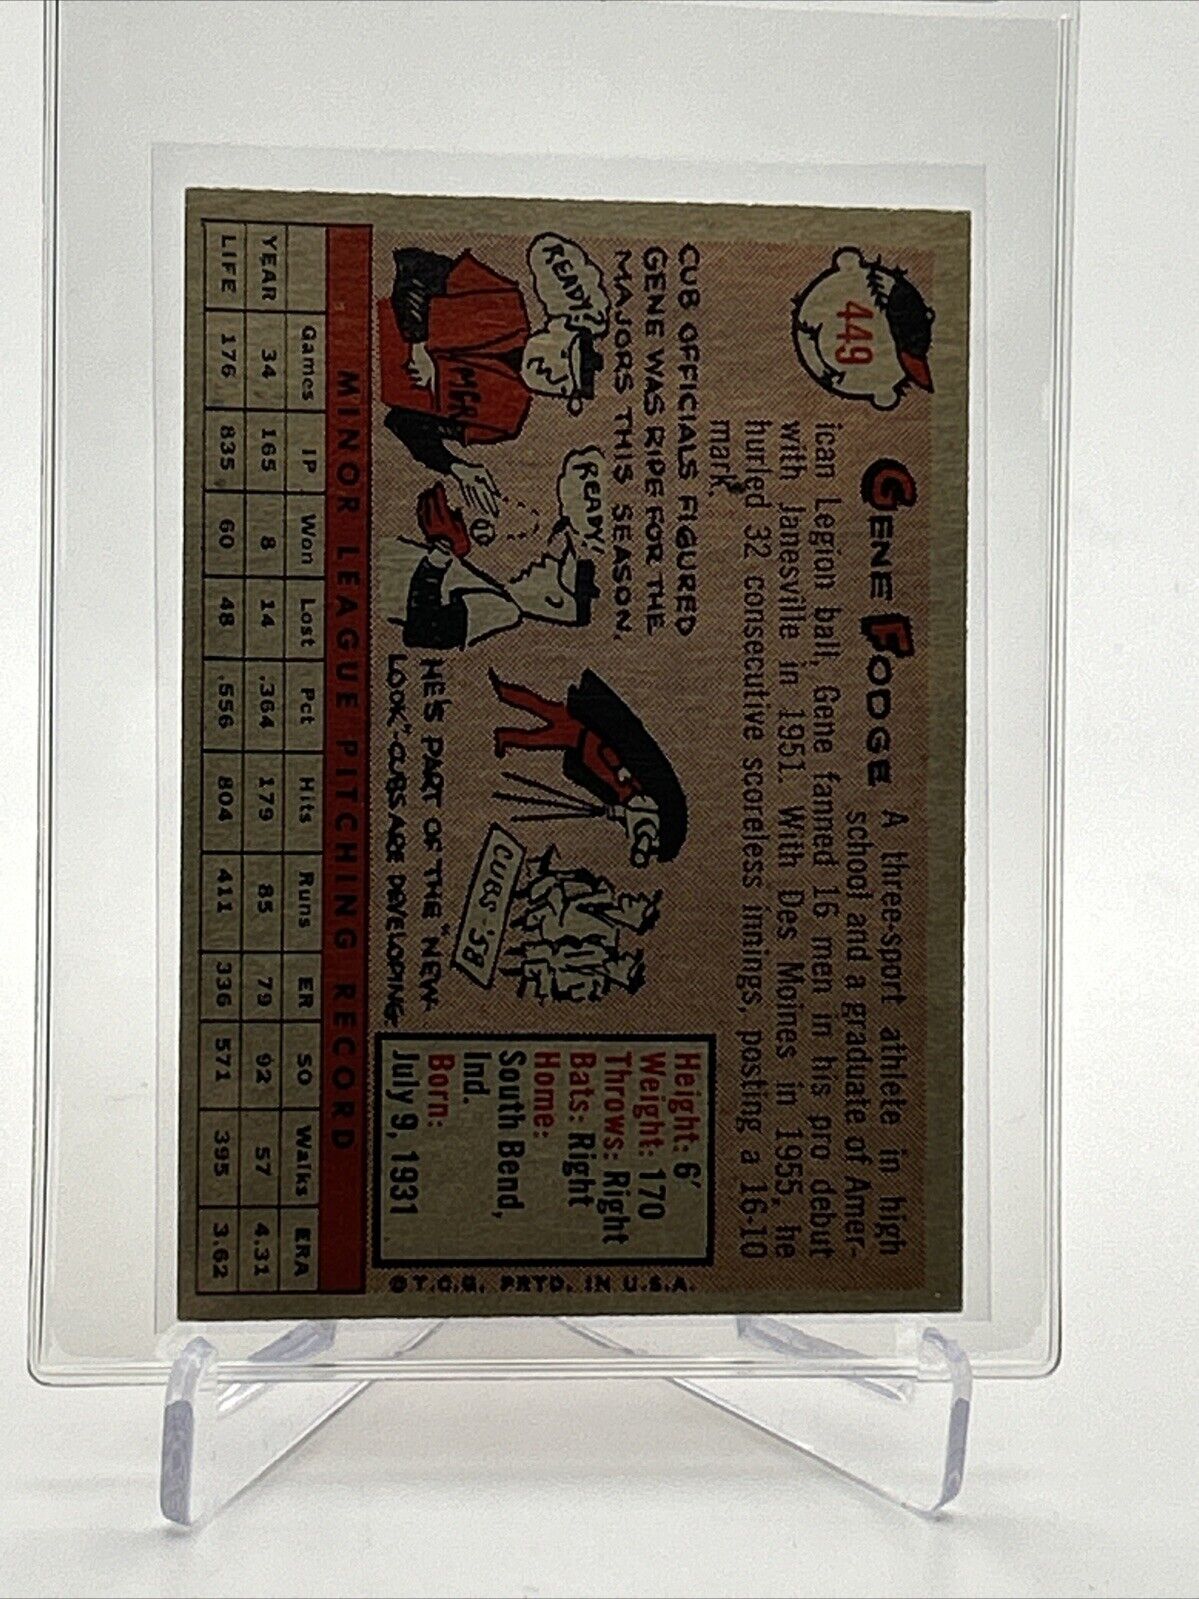 449
GENE FODGE
A three-sport athlete in high
school and a graduate of Amer-
ican Legion ball, Gene fanned 16 men in his pro debut
with Janesville in 1951. With Des Moines in 1955, he
hurled 32 consecutive scoreless innings, posting a 16-10
mark.
CUB OFFICIALS FIGURED
GENE WAS RIPE FOR THE
MAJORS THIS SEASON.
READY?
READY!
MGR
CUBS-'58
HE'S PART OF THE "NEW
LOOK" CUBS ARE DEVELOPING.
Height: 6'
Weight: 170
Throws: Right
Bats: Right
Home:
South Bend,
Ind.
Born:
July 9, 1931
©T.C.G. PRTD. IN U.S.A.
MINOR LEAGUE PITCHING RECORD
Games IP Won Lost Pct Hits Runs ER SO Walks ERA
YEAR 34 165 8 14 .364 179 85 79 92 57 4.31
LIFE 176 835 60 48 .556 804 411 336 571 395 3.62